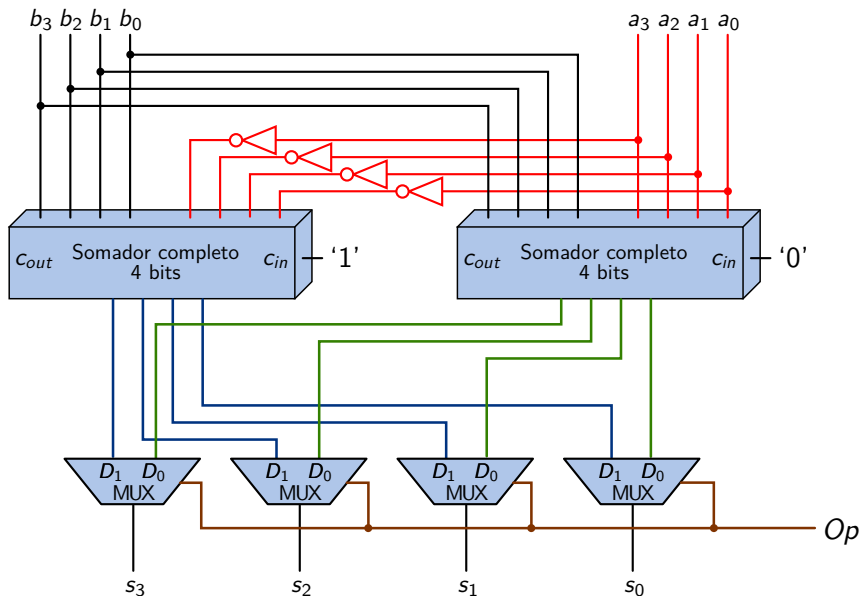 b3 b2 b1 b0 a3 a2 a1 a0
cout Somador completo 4 bits cin '1'
cout Somador completo 4 bits cin '0'
D1 D0 D1 D0 D1 D0 D1 D0
MUX MUX MUX MUX
Op
s3 s2 s1 s0